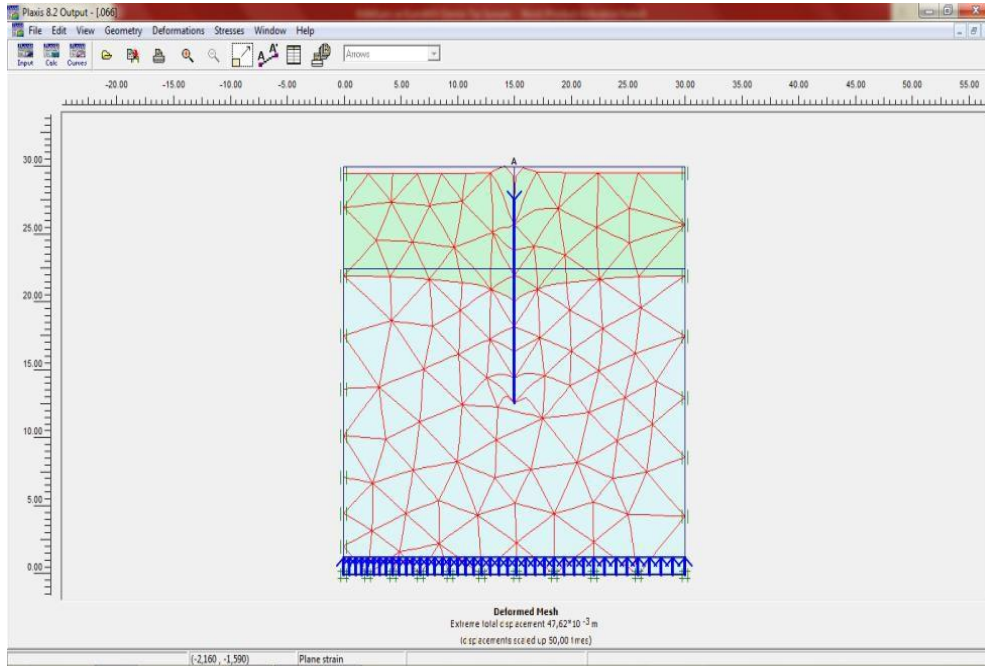 Plaxis 8.2 Output - [.066]
File Edit View Geometry Deformations Stresses Window Help
Input Calc Curves Arrows
-20.00 -15.00 -10.00 -5.00 0.00 5.00 10.00 15.00 20.00 25.00 30.00 35.00 40.00 45.00 50.00 55.00
A
30.00
25.00
20.00
15.00
10.00
5.00
0.00
Deformed Mesh
Extreme total displacement 47,62*10 -3 m
(displacements scaled up 50,00 times)
(-2,160 , -1,590) Plane strain